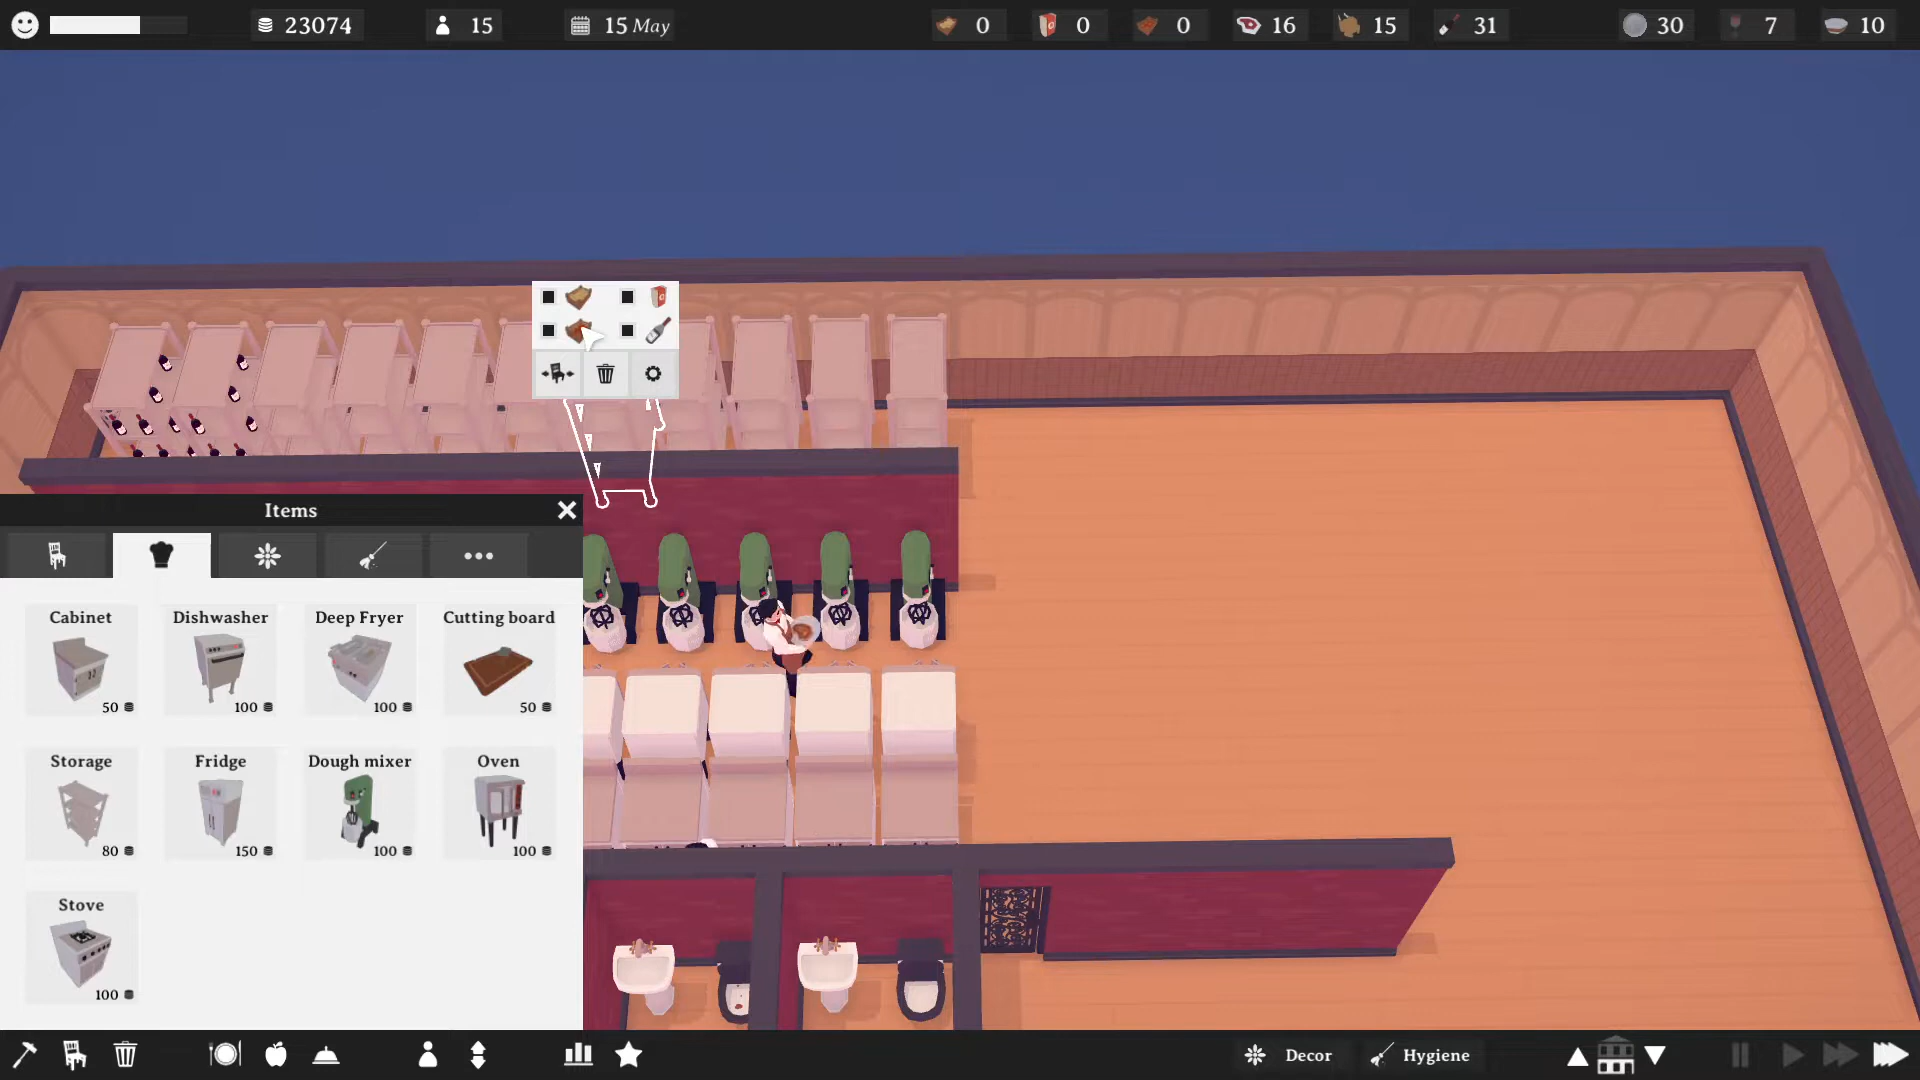 23074
15
15 May
0
0
0
16
15
31
30
7
10
Items
Cabinet
Dishwasher
Deep Fryer
Cutting board
50
100
100
50
Storage
Fridge
Dough mixer
Oven
80
150
100
100
Stove
100
Decor
Hygiene